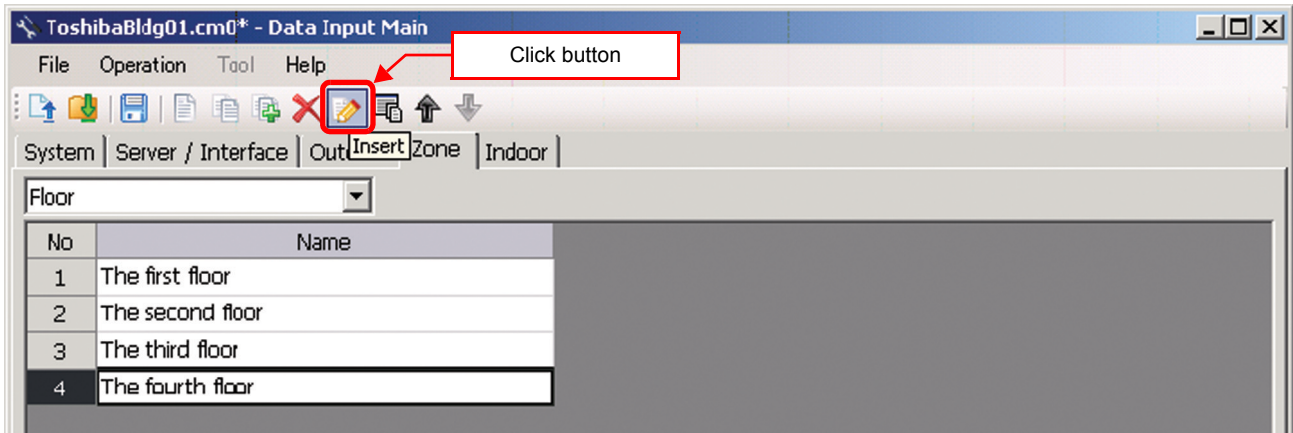 ToshibaBldg01.cm0* - Data Input Main
Click button
File Operation Tool Help
Insert
System Server / Interface Out Zone Indoor
Floor
No Name
1 The first floor
2 The second floor
3 The third floor
4 The fourth floor